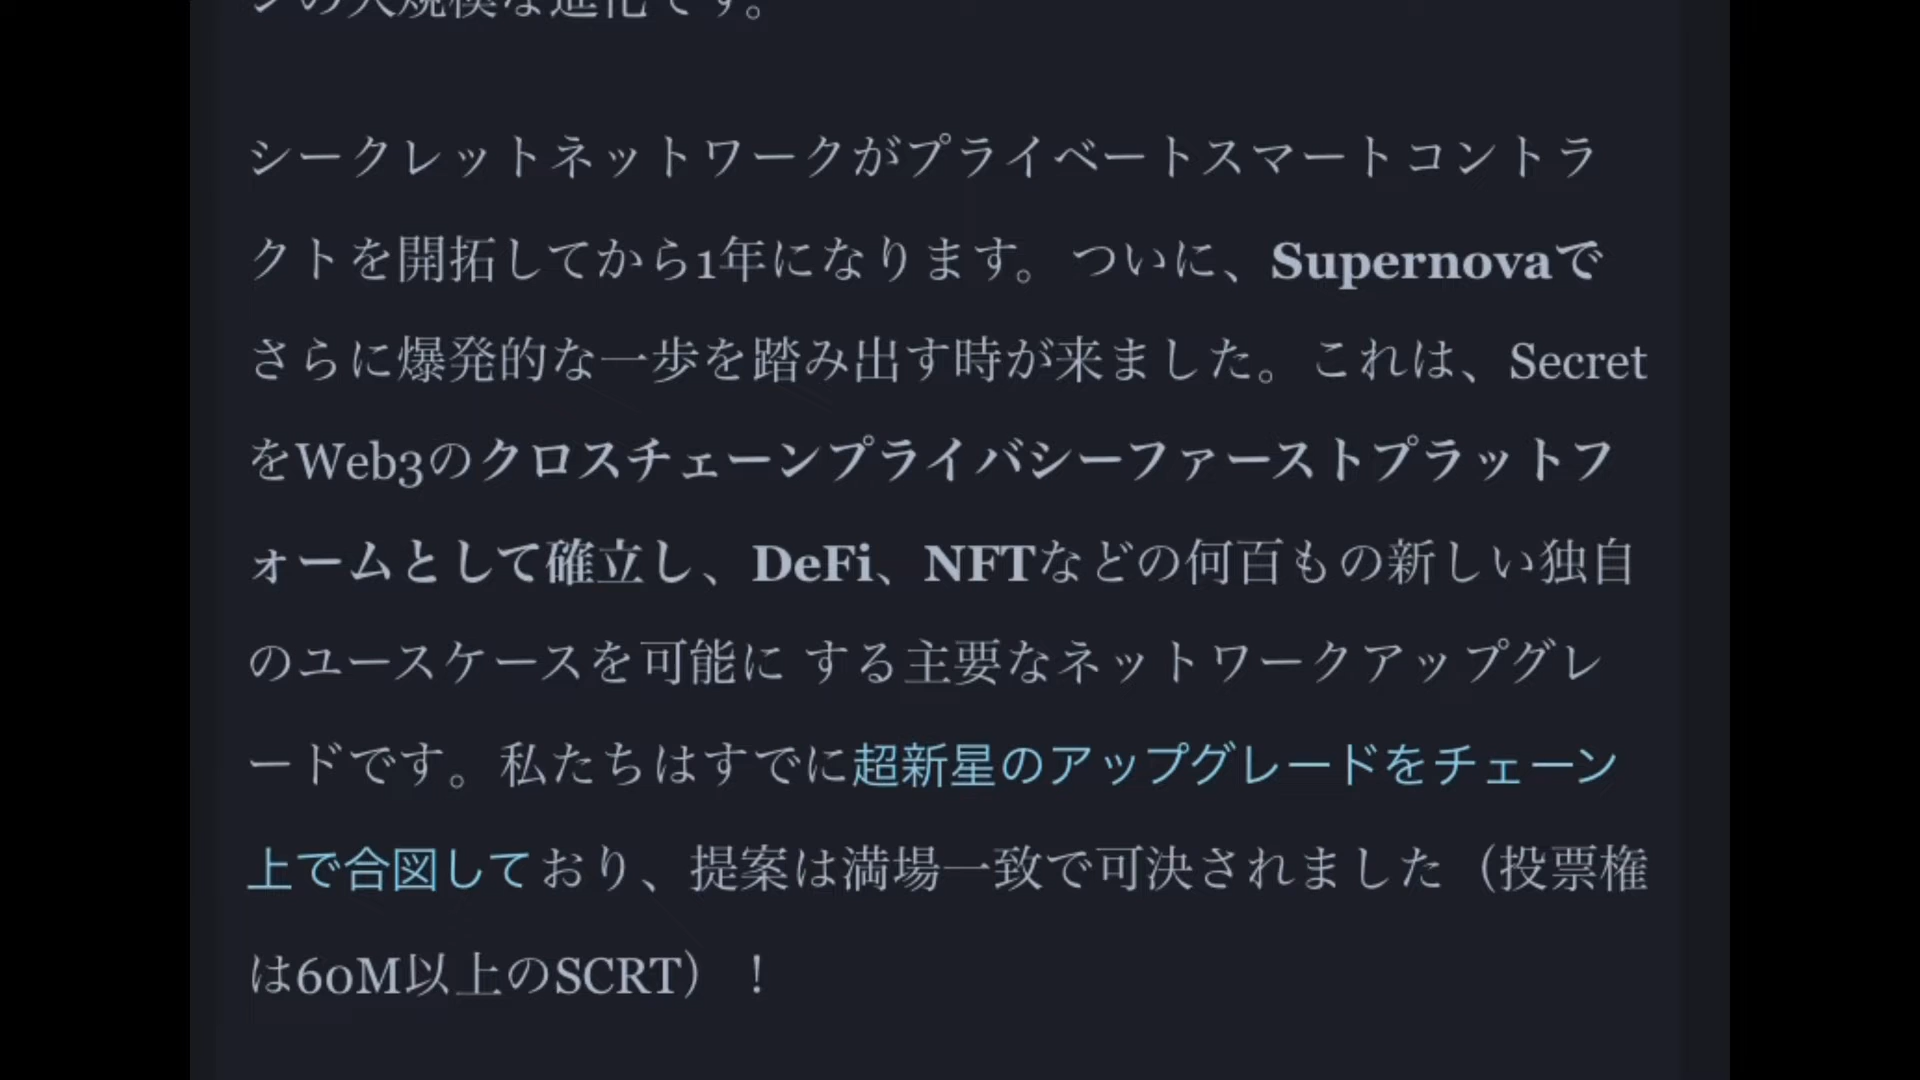 ンの大規模な進化です。
シークレットネットワークがプライベートスマートコントラ
クトを開拓してから1年になります。ついに、Supernovaで
さらに爆発的な一歩を踏み出す時が来ました。これは、Secret
をWeb3のクロスチェーンプライバシーファーストプラットフ
ォームとして確立し、DeFi、NFTなどの何百もの新しい独自
のユースケースを可能に する主要なネットワークアップグレ
ードです。私たちはすでに超新星のアップグレードをチェーン
上で合図しており、提案は満場一致で可決されました（投票権
は60M以上のSCRT）！